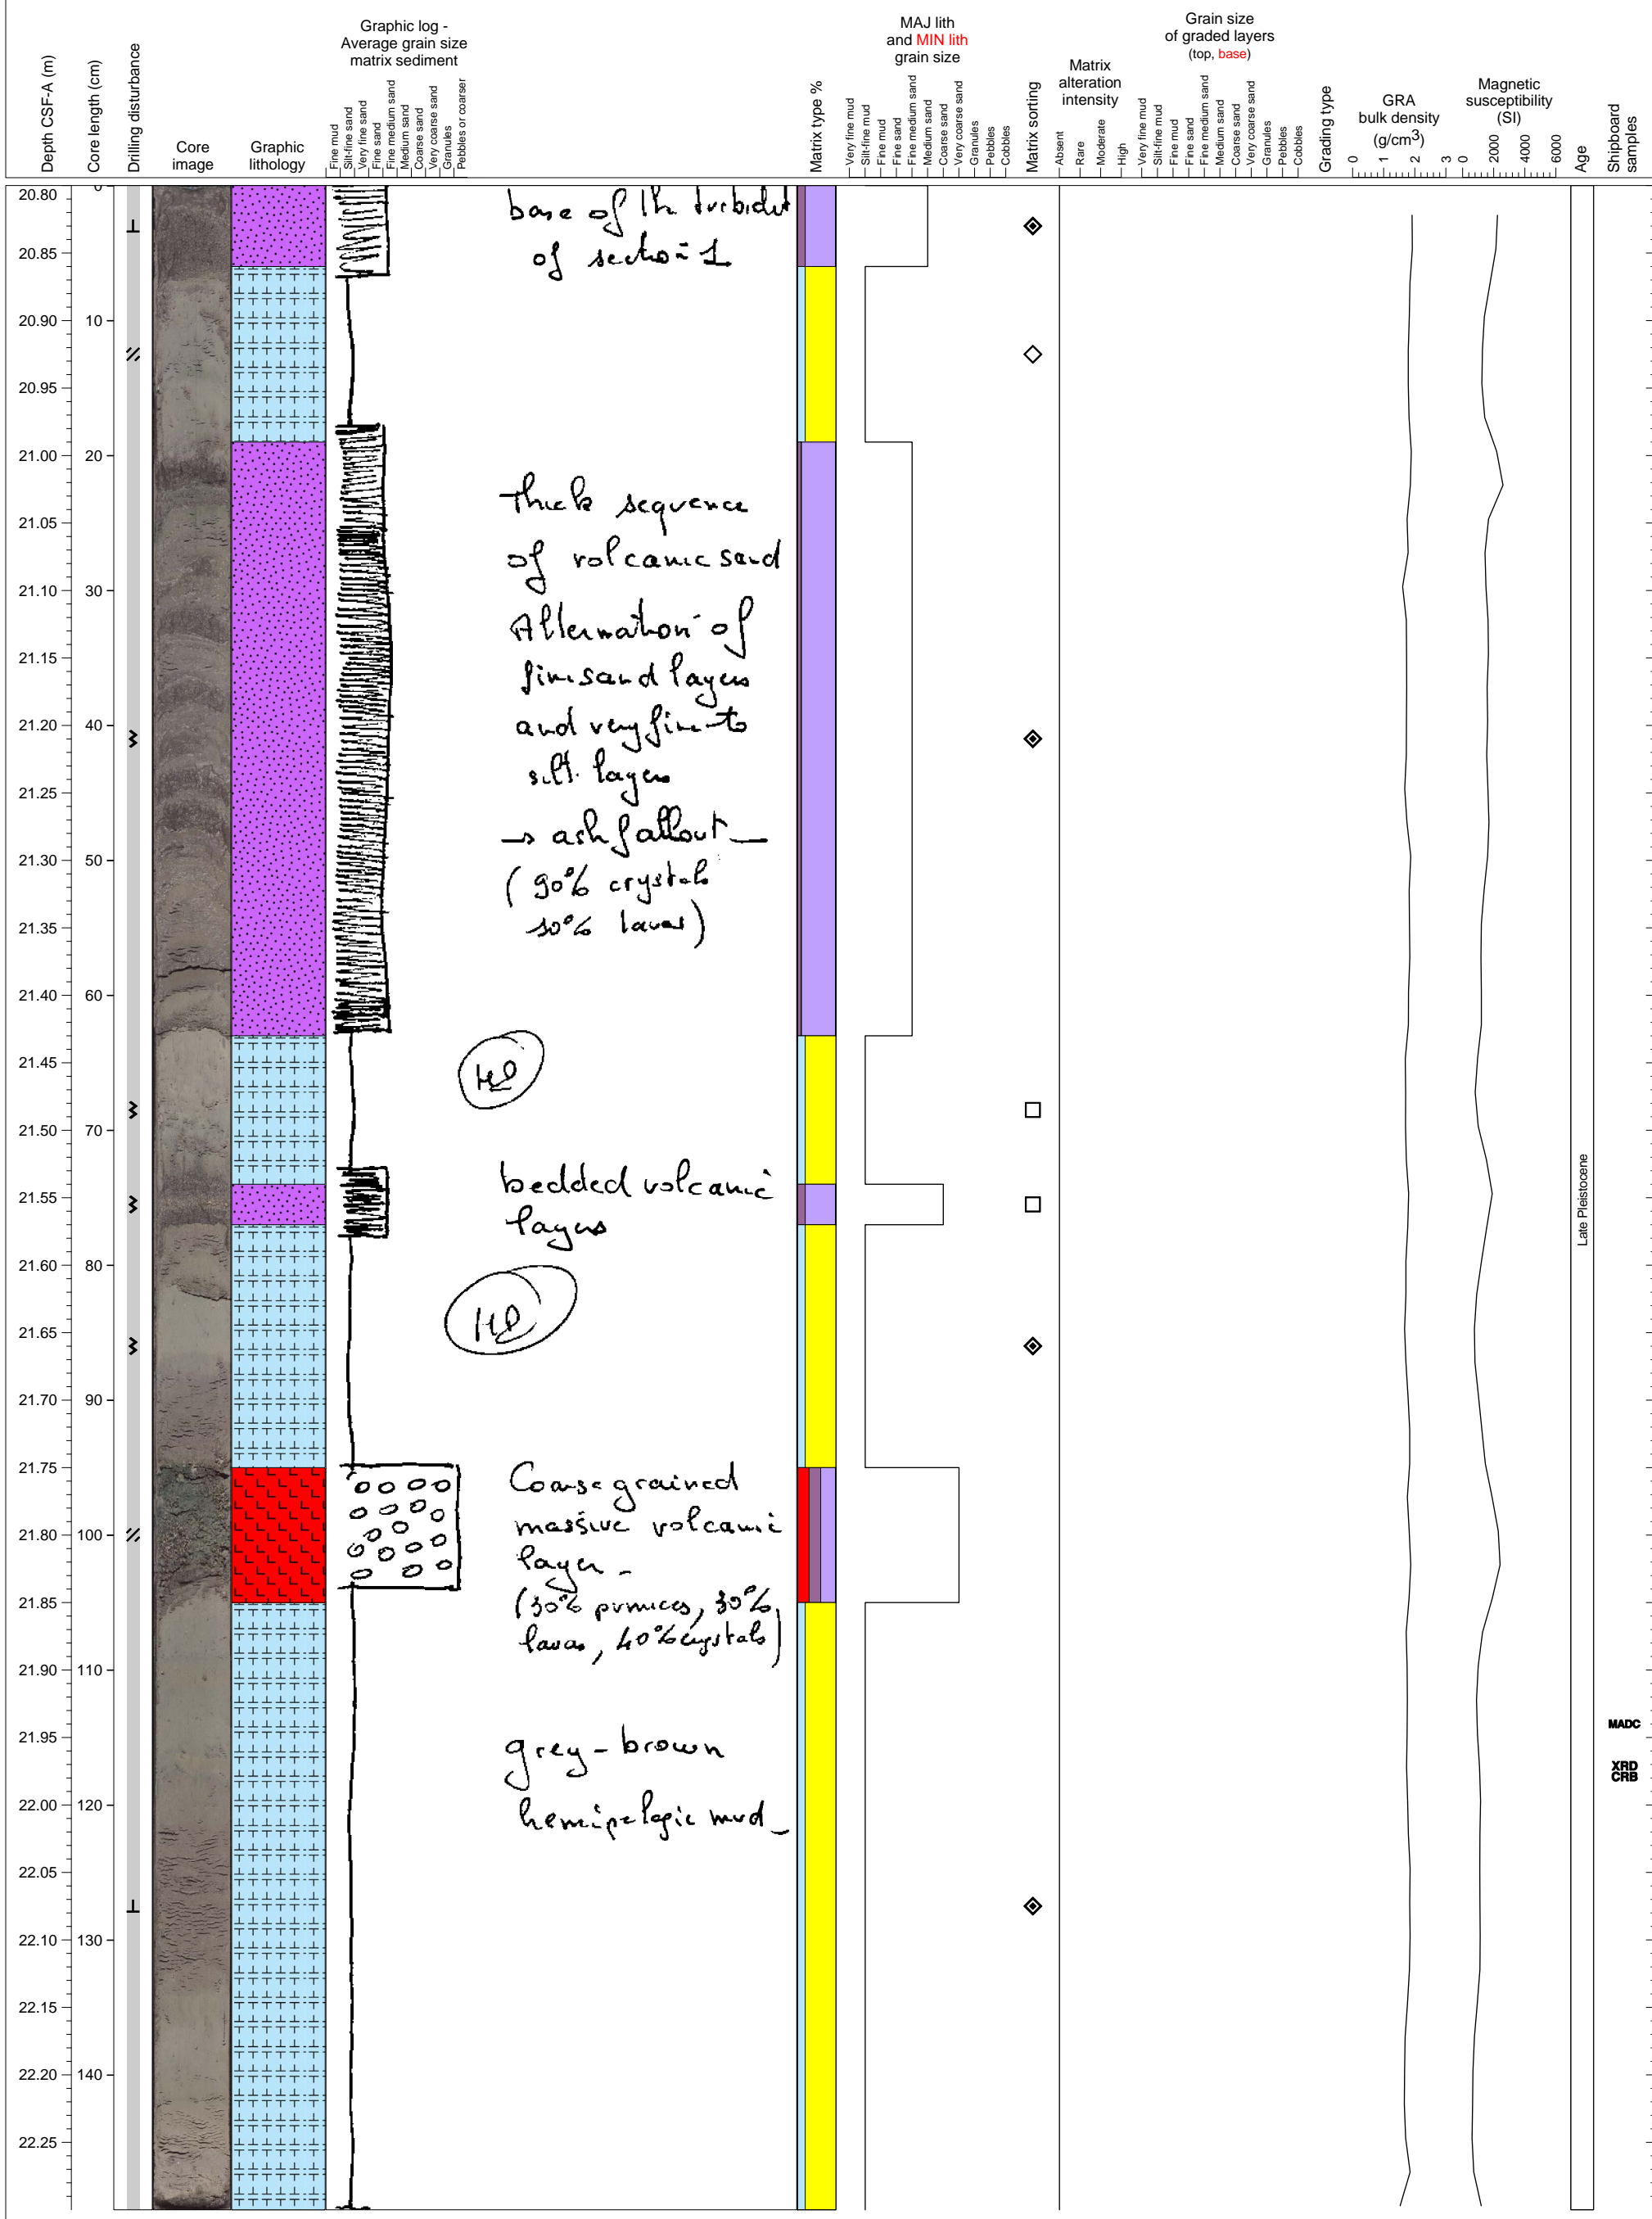 Depth CSF-A (m)
Core length (cm)
Drilling disturbance
Core
image
Graphic
lithology
Graphic log -
Average grain size
matrix sediment
Fine mud
Silt-fine sand
Very fine sand
Fine sand
Fine medium sand
Medium sand
Coarse sand
Very coarse sand
Granules
Pebbles or coarser
Matrix type %
MAJ lith
and MIN lith
grain size
Very fine mud
Silt-fine mud
Fine mud
Fine sand
Fine medium sand
Medium sand
Coarse sand
Very coarse sand
Granules
Pebbles
Cobbles
Matrix sorting
Matrix
alteration
intensity
Absent
Rare
Moderate
High
Grain size
of graded layers
(top, base)
Very fine mud
Silt-fine mud
Fine mud
Fine sand
Fine medium sand
Medium sand
Coarse sand
Very coarse sand
Granules
Pebbles
Cobbles
Grading type
GRA
bulk density
(g/cm3)
0 1 2 3
Magnetic
susceptibility
(SI)
0 2000 4000 6000
Age
Shipboard
samples
20.80 0
20.85
20.90 10
20.95
21.00 20
21.05
21.10 30
21.15
21.20 40
21.25
21.30 50
21.35
21.40 60
21.45
21.50 70
21.55
21.60 80
21.65
21.70 90
21.75
21.80 100
21.85
21.90 110
21.95
22.00 120
22.05
22.10 130
22.15
22.20 140
22.25
base of the turbidit
of section 1
Thick sequence
of volcanic sand
Alternation of
fine sand layers
and very fine to
silt layers
→ ash fallout
(90% crystals
10% lavas)
bedded volcanic
layers
Coarse grained
massive volcanic
layer -
(30% pumices, 30%
lavas, 40% crystals)
grey-brown
hemipelagic mud
Late Pleistocene
MADC
XRD
CRB